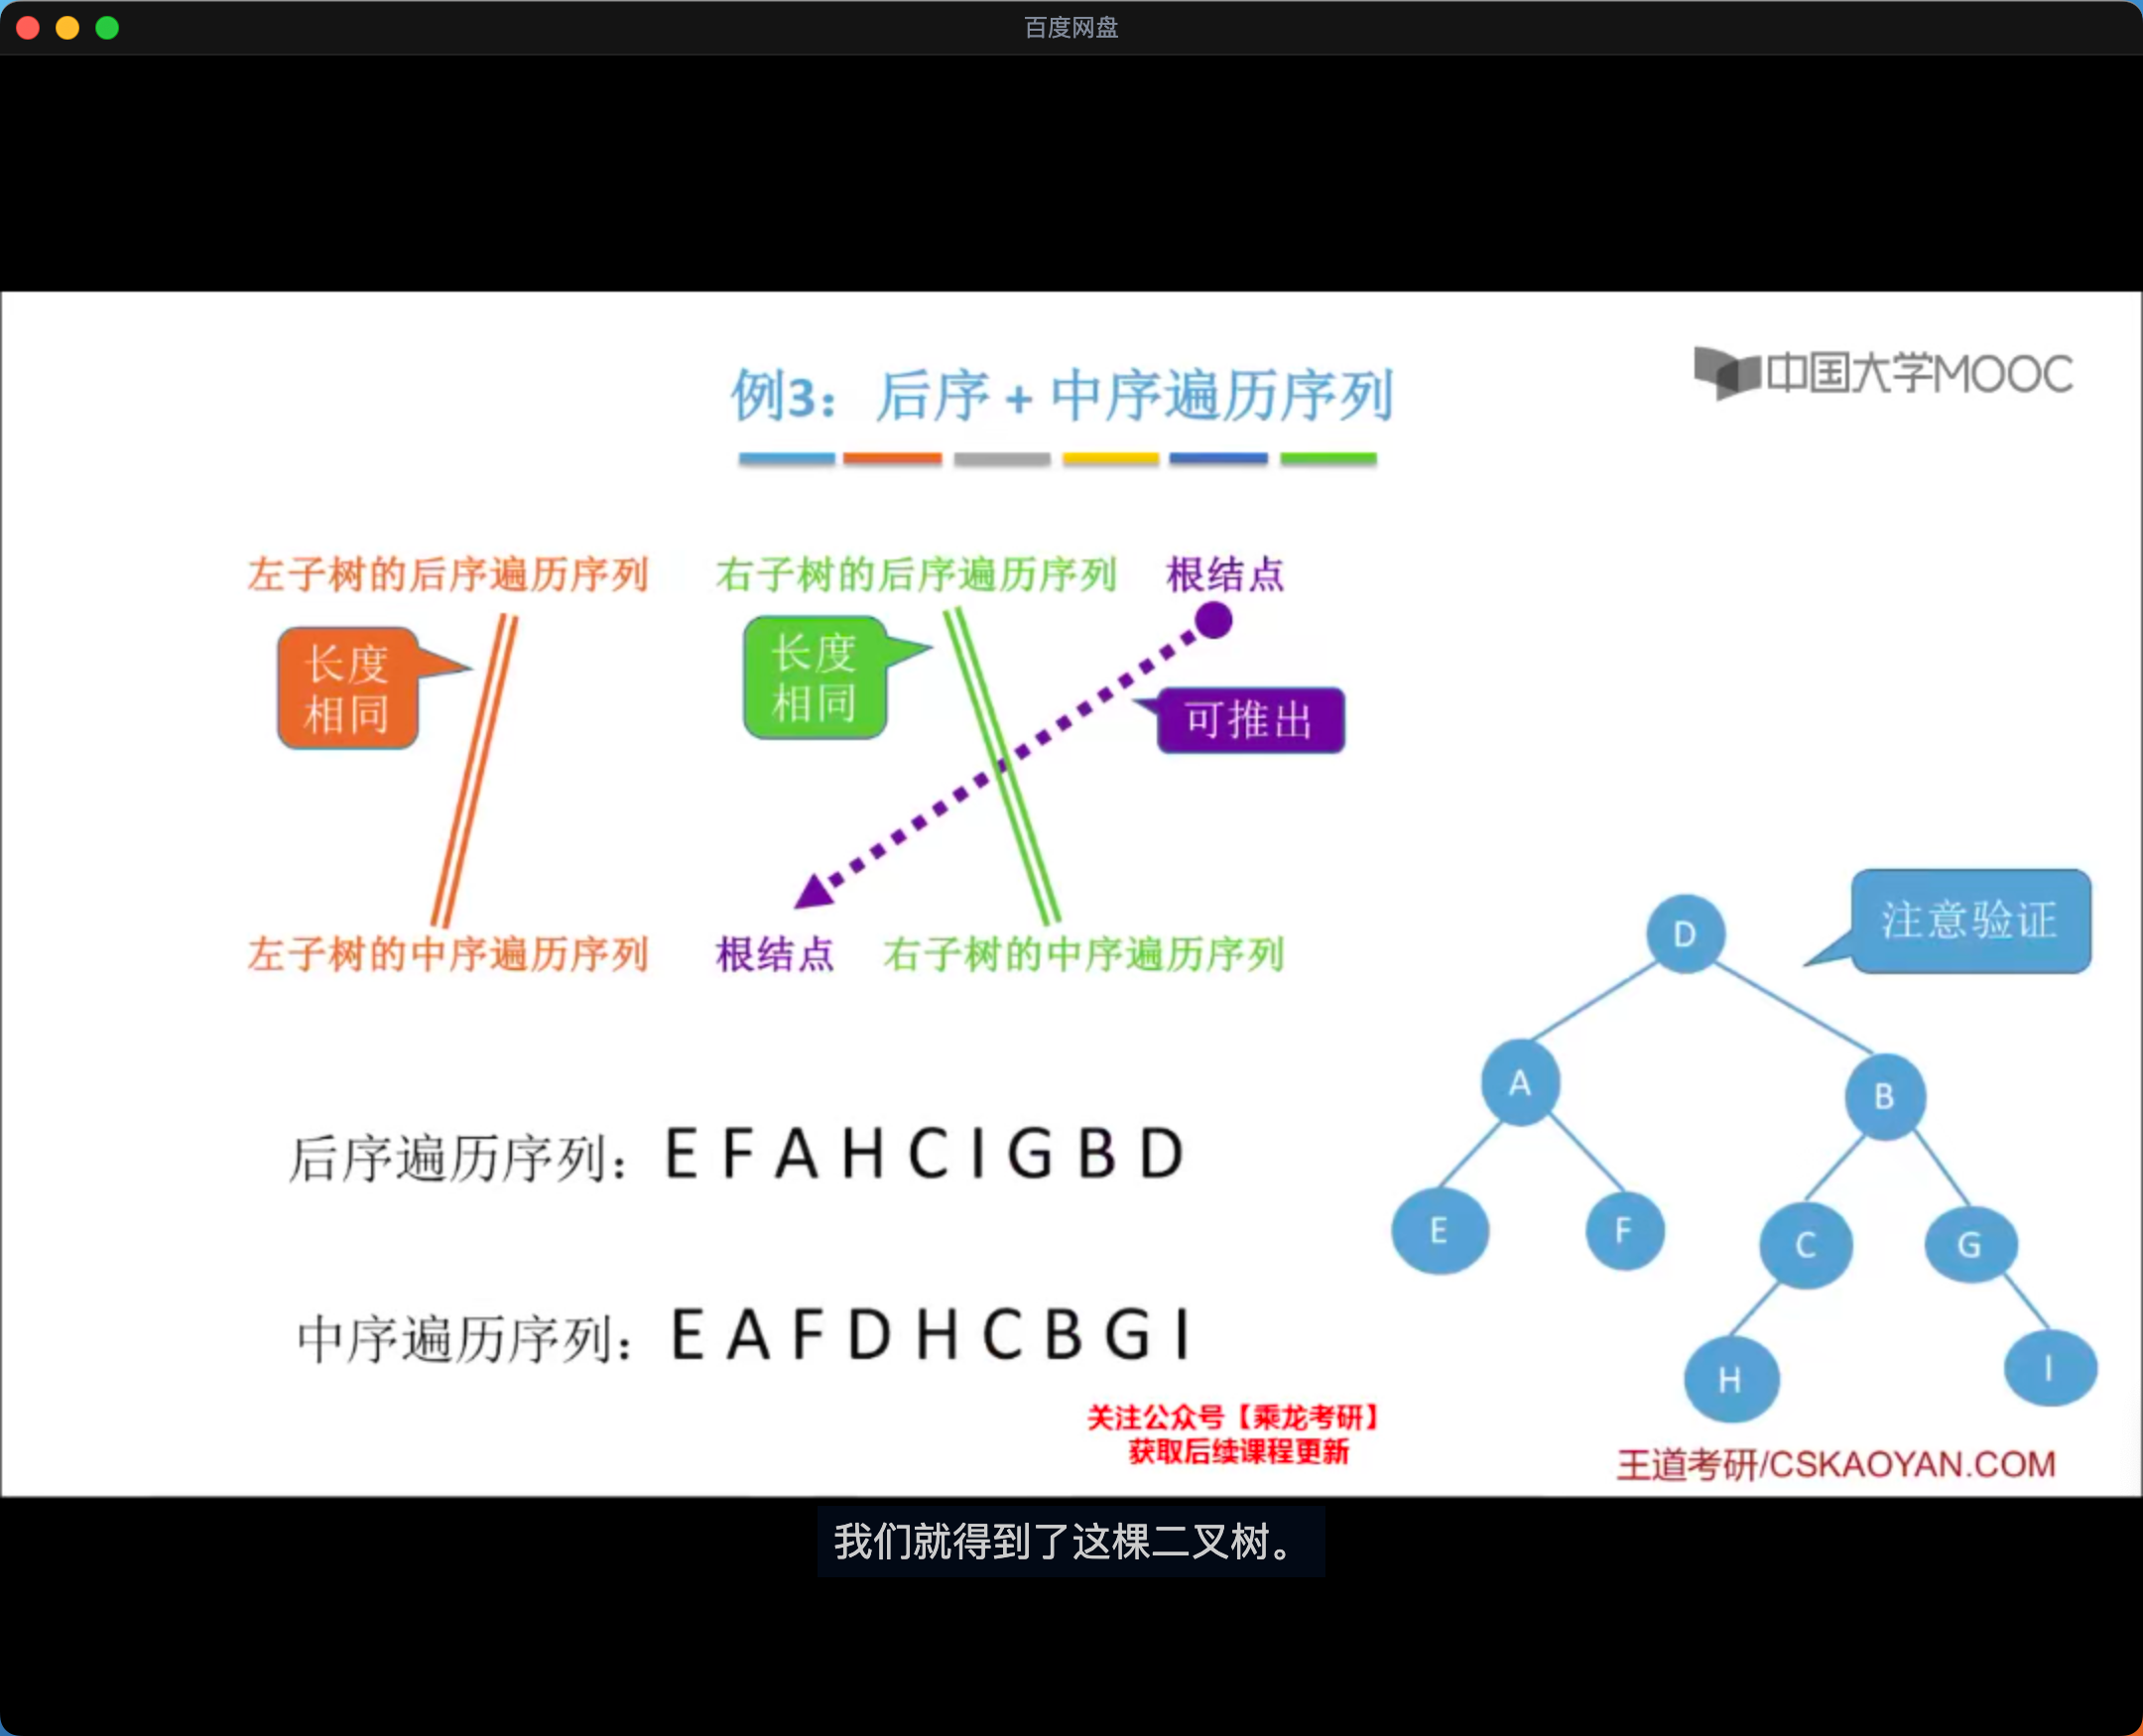 百度网盘
中国大学MOOC
例3：后序 + 中序遍历序列
左子树的后序遍历序列 右子树的后序遍历序列 根结点
长度
相同
长度
相同
可推出
左子树的中序遍历序列 根结点 右子树的中序遍历序列
注意验证
D
A
B
E
F
C
G
H
I
后序遍历序列：E F A H C I G B D
中序遍历序列：E A F D H C B G I
关注公众号【乘龙考研】
获取后续课程更新
王道考研/CSKAOYAN.COM
我们就得到了这棵二叉树。